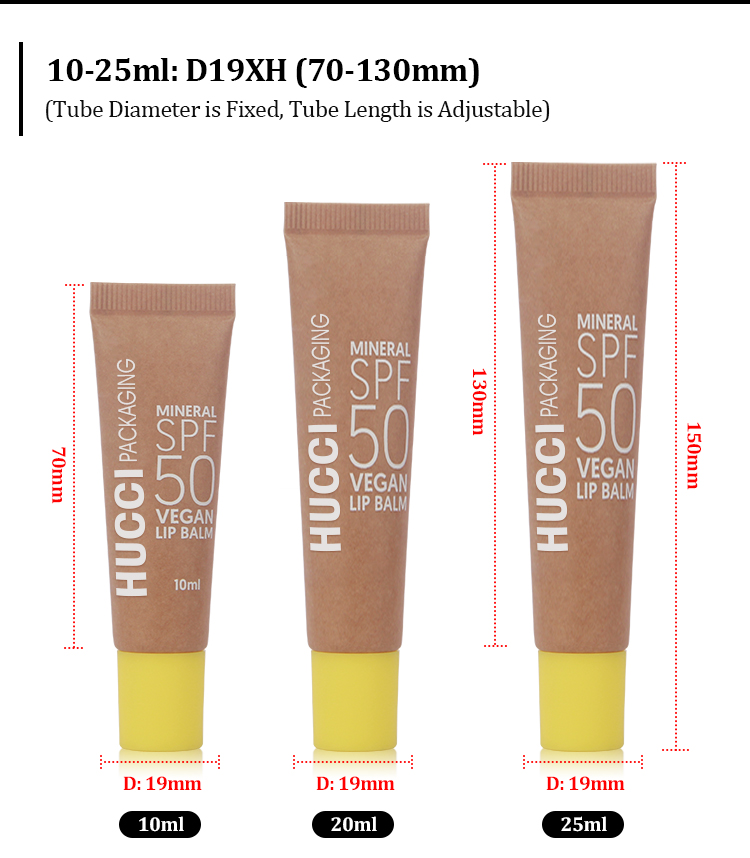 10-25ml: D19XH (70-130mm)
(Tube Diameter is Fixed, Tube Length is Adjustable)
70mm
HUCCI PACKAGING
MINERAL
SPF
50
VEGAN
LIP BALM
10ml
HUCCI PACKAGING
MINERAL
SPF
50
VEGAN
LIP BALM
130mm
HUCCI PACKAGING
MINERAL
SPF
50
VEGAN
LIP BALM
150mm
D: 19mm
D: 19mm
D: 19mm
10ml
20ml
25ml